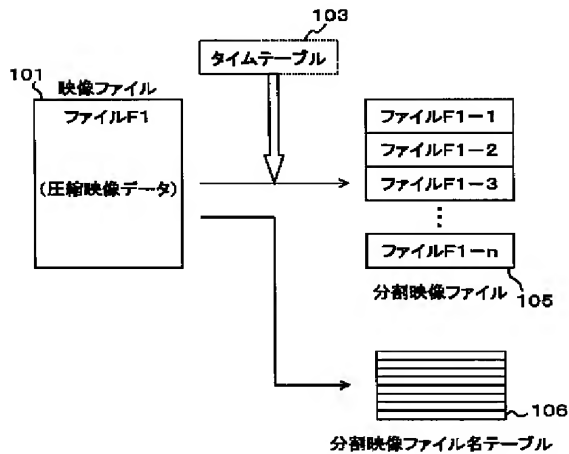 103
タイムテーブル
101
映像ファイル
ファイルF1
(圧縮映像データ)
ファイルF1-1
ファイルF1-2
ファイルF1-3
⋮
ファイルF1-n
分割映像ファイル
105
106
分割映像ファイル名テーブル